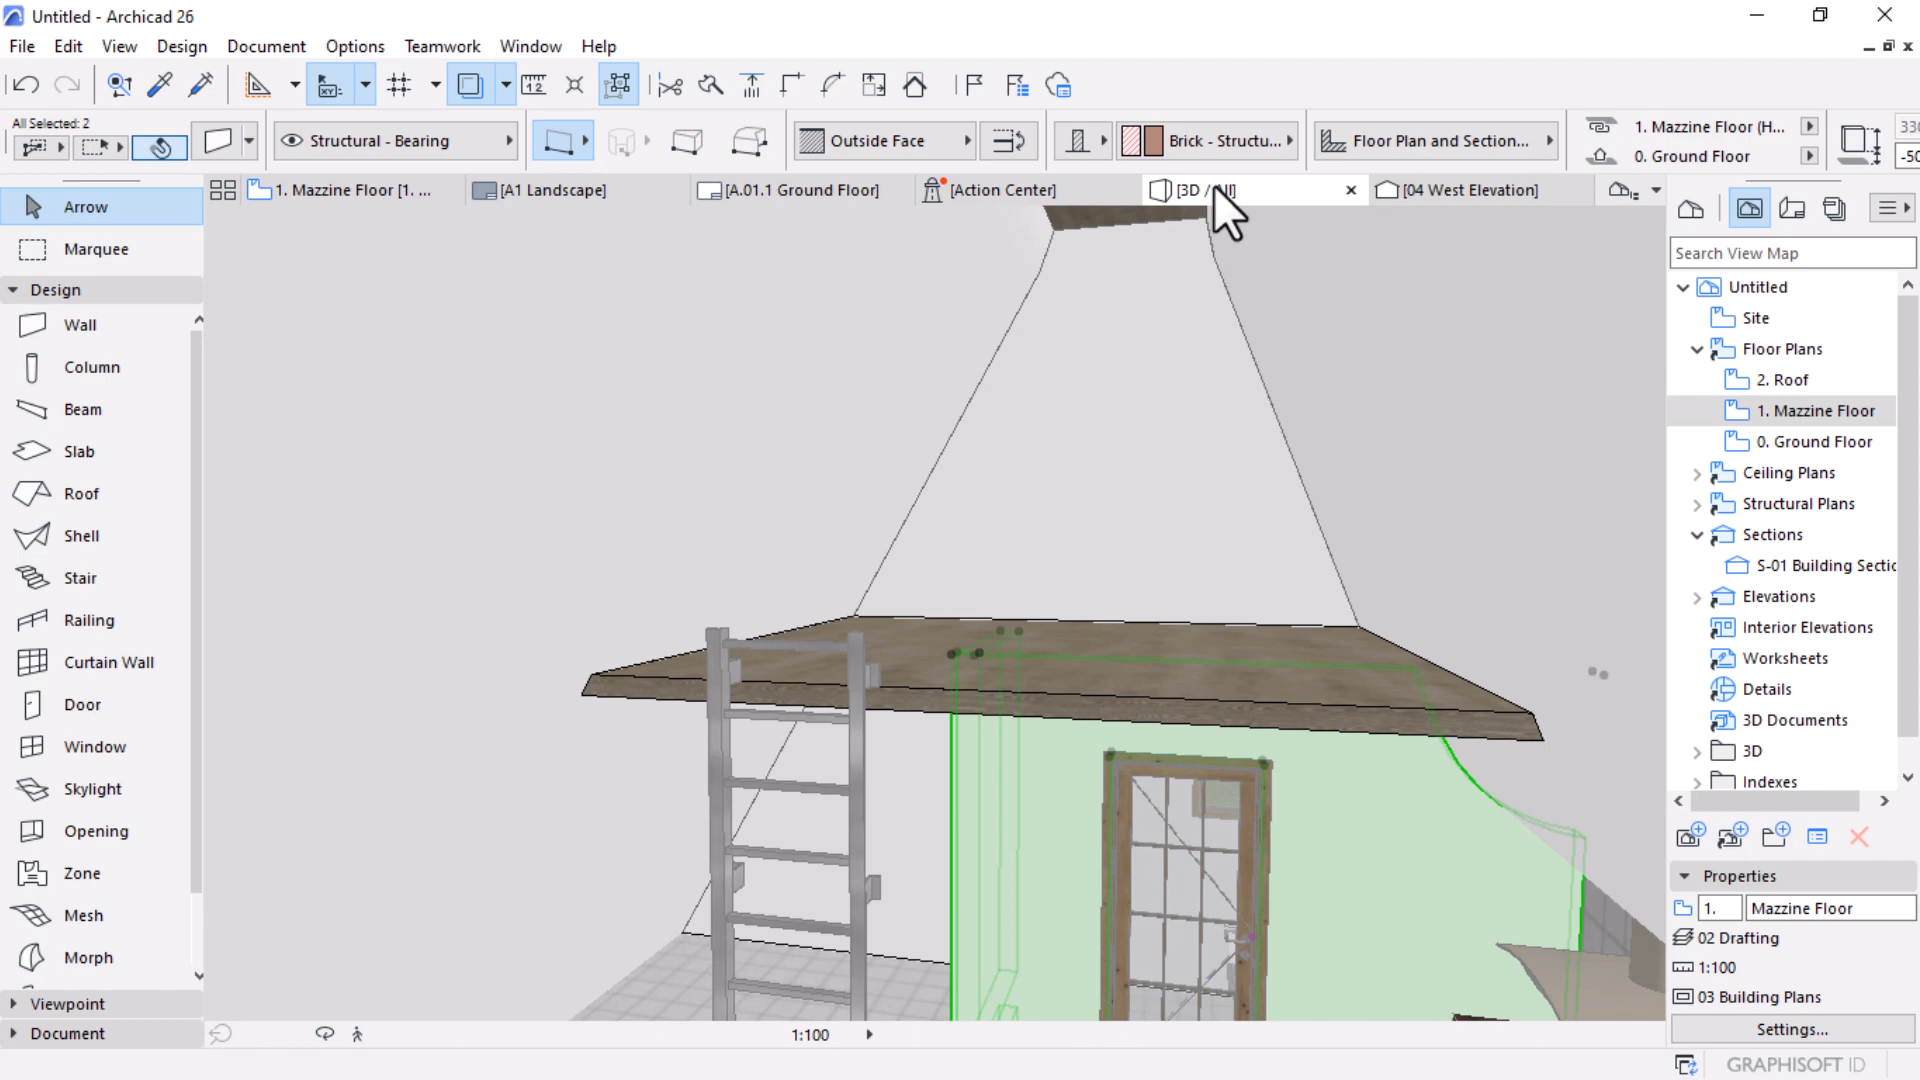 Untitled - Archicad 26
File Edit View Design Document Options Teamwork Window Help
All Selected: 2
Structural - Bearing
Outside Face
Brick - Structu...
Floor Plan and Section...
1. Mazzine Floor (H...
0. Ground Floor
330
-50
1. Mazzine Floor [1. ...
[A1 Landscape]
[A.01.1 Ground Floor]
[Action Center]
[3D / All]
[04 West Elevation]
Arrow
Marquee
Design
Wall
Column
Beam
Slab
Roof
Shell
Stair
Railing
Curtain Wall
Door
Window
Skylight
Opening
Zone
Mesh
Morph
Viewpoint
Document
1:100
Search View Map
Untitled
Site
Floor Plans
2. Roof
1. Mazzine Floor
0. Ground Floor
Ceiling Plans
Structural Plans
Sections
S-01 Building Sectic
Elevations
Interior Elevations
Worksheets
Details
3D Documents
3D
Indexes
Properties
1. Mazzine Floor
02 Drafting
1:100
03 Building Plans
Settings...
GRAPHISOFT ID